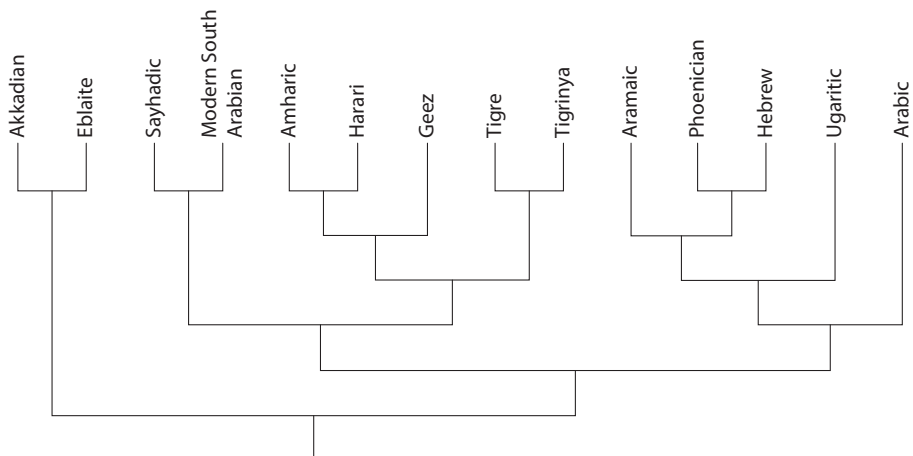 Akkadian
Eblaite
Sayhadic
Modern South
Arabian
Amharic
Harari
Geez
Tigre
Tigrinya
Aramaic
Phoenician
Hebrew
Ugaritic
Arabic